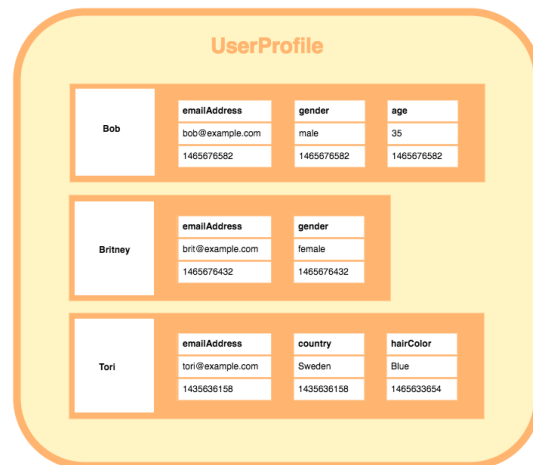 UserProfile
emailAddress gender age
Bob bob@example.com male 35
1465676582 1465676582 1465676582
emailAddress gender
Britney brit@example.com female
1465676432 1465676432
emailAddress country hairColor
Tori tori@example.com Sweden Blue
1435636158 1435636158 1465633654